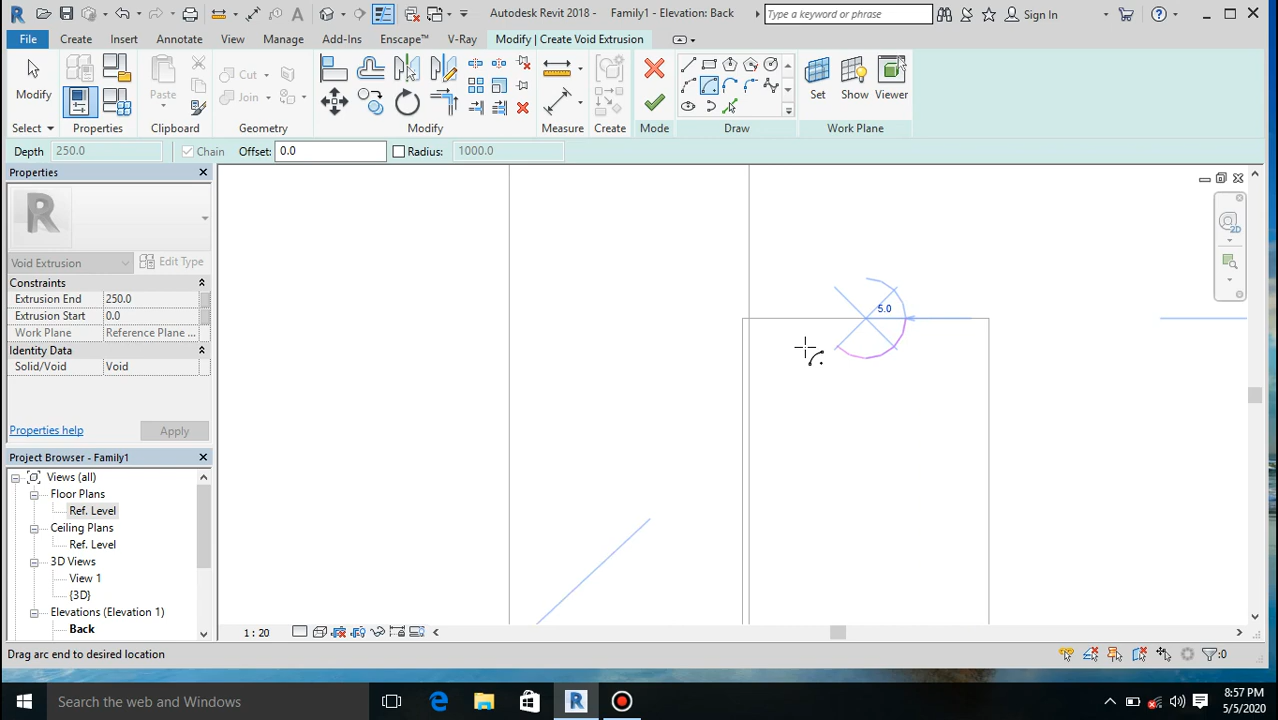 Autodesk Revit 2018 - Family1 - Elevation: Back
Type a keyword or phrase
Sign In
File Create Insert Annotate View Manage Add-Ins Enscape™ V-Ray Modify | Create Void Extrusion
Modify
Paste
Cut
Join
Set Show Viewer
Select Properties Clipboard Geometry Modify Measure Create Mode Draw Work Plane
Depth 250.0 Chain Offset: 0.0 Radius: 1000.0
Properties
Void Extrusion Edit Type
Constraints
Extrusion End 250.0
Extrusion Start 0.0
Work Plane Reference Plane ...
Identity Data
Solid/Void Void
Properties help Apply
Project Browser - Family1
Views (all)
Floor Plans
Ref. Level
Ceiling Plans
Ref. Level
3D Views
View 1
{3D}
Elevations (Elevation 1)
Back
5.0
2D
1 : 20
Drag arc end to desired location
:0
Search the web and Windows
8:57 PM
5/5/2020